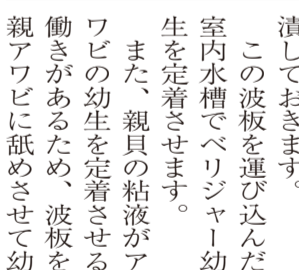 漬しておきます。
この波板を運び込んだ
室内水槽でベリジャー幼
生を定着させます。
また、親貝の粘液がア
ワビの幼生を定着させる
働きがあるため、波板を
親アワビに舐めさせて幼